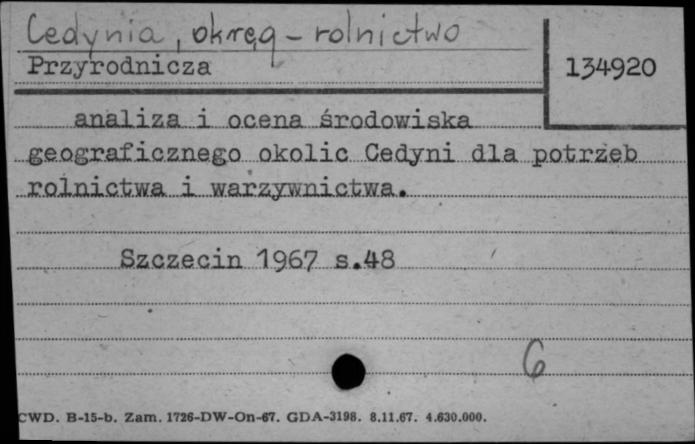 Cedynia, okręg - rolnictwo
Przyrodnicza
134920
analiza i ocena środowiska
geograficznego okolic Cedyni dla potrzeb
rolnictwa i warzywnictwa.
Szczecin 1967 s.48
6
CWD. B-15-b. Zam. 1726-DW-On-67. GDA-3198. 8.11.67. 4.630.000.